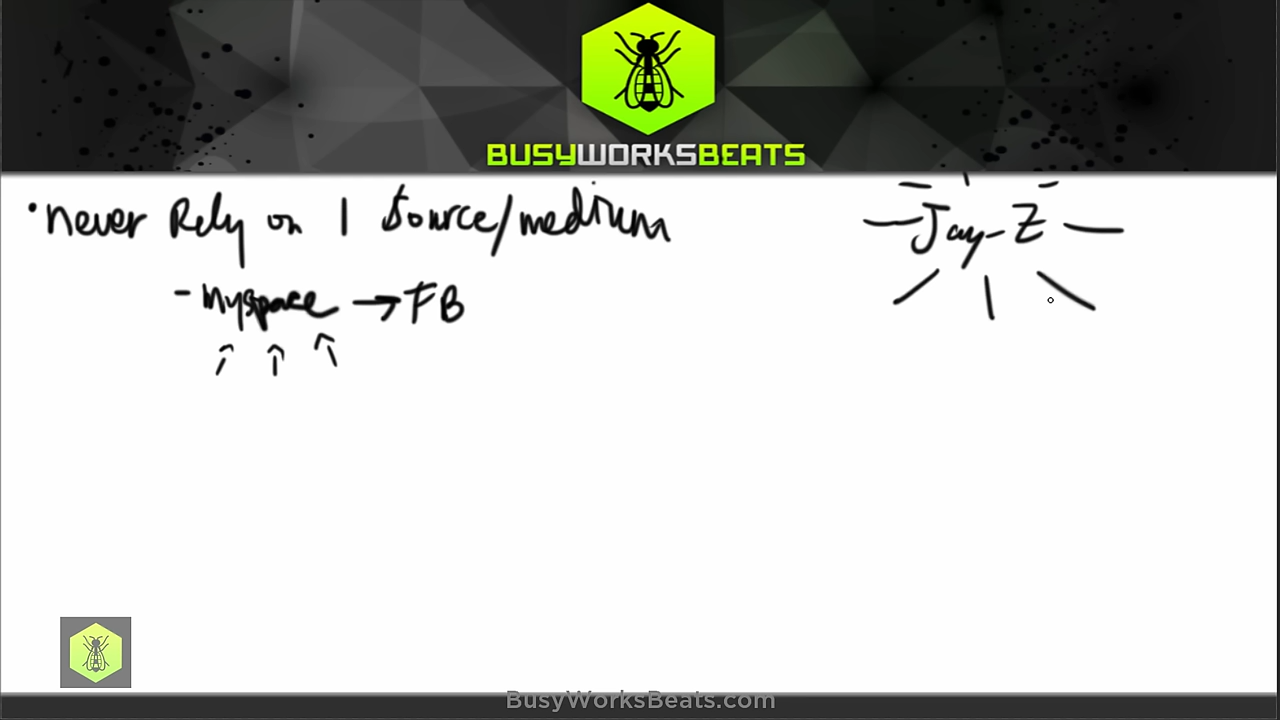 BUSYWORKSBEATS
• never Rely on 1 Source/medium
Jay-Z
- Myspace → FB
BusyWorksBeats.com